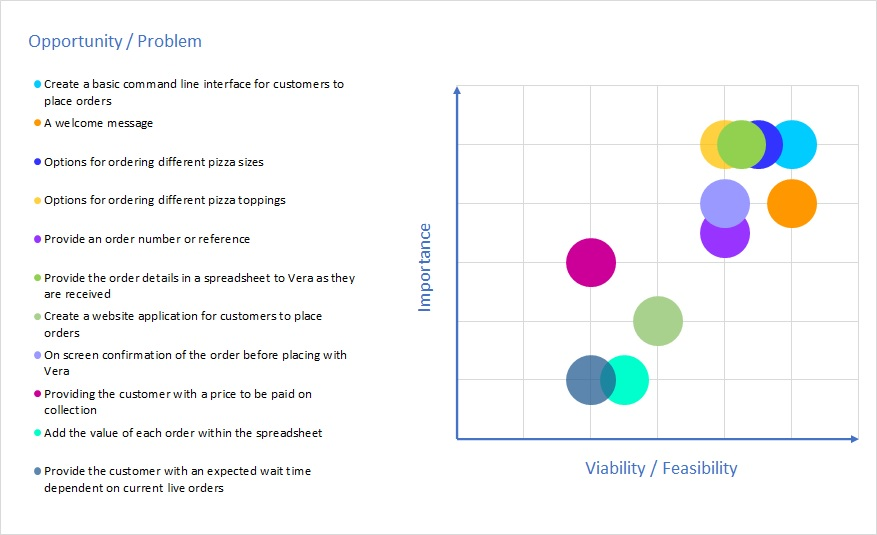 Opportunity / Problem
Create a basic command line interface for customers to
place orders
A welcome message
Options for ordering different pizza sizes
Options for ordering different pizza toppings
Provide an order number or reference
Provide the order details in a spreadsheet to Vera as they
are received
Create a website application for customers to place
orders
On screen confirmation of the order before placing with
Vera
Providing the customer with a price to be paid on
collection
Add the value of each order within the spreadsheet
Provide the customer with an expected wait time
dependent on current live orders
Importance
Viability / Feasibility